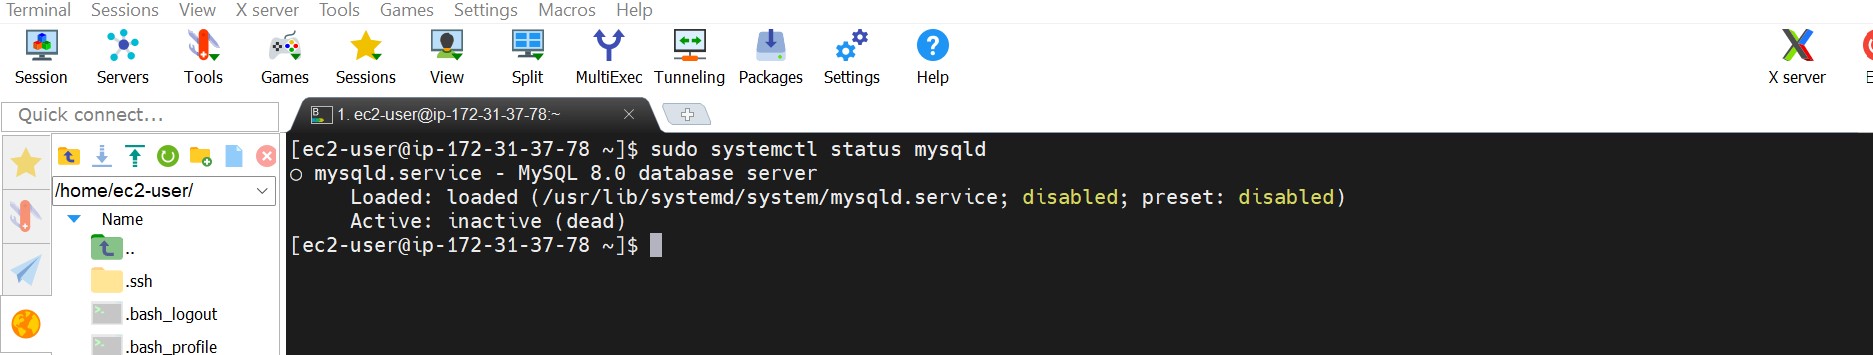 Terminal Sessions View X server Tools Games Settings Macros Help
Session Servers Tools Games Sessions View Split MultiExec Tunneling Packages Settings Help X server
Quick connect...
1. ec2-user@ip-172-31-37-78:~
/home/ec2-user/
Name
..
.ssh
.bash_logout
.bash_profile
[ec2-user@ip-172-31-37-78 ~]$ sudo systemctl status mysqld
○ mysqld.service - MySQL 8.0 database server
Loaded: loaded (/usr/lib/systemd/system/mysqld.service; disabled; preset: disabled)
Active: inactive (dead)
[ec2-user@ip-172-31-37-78 ~]$